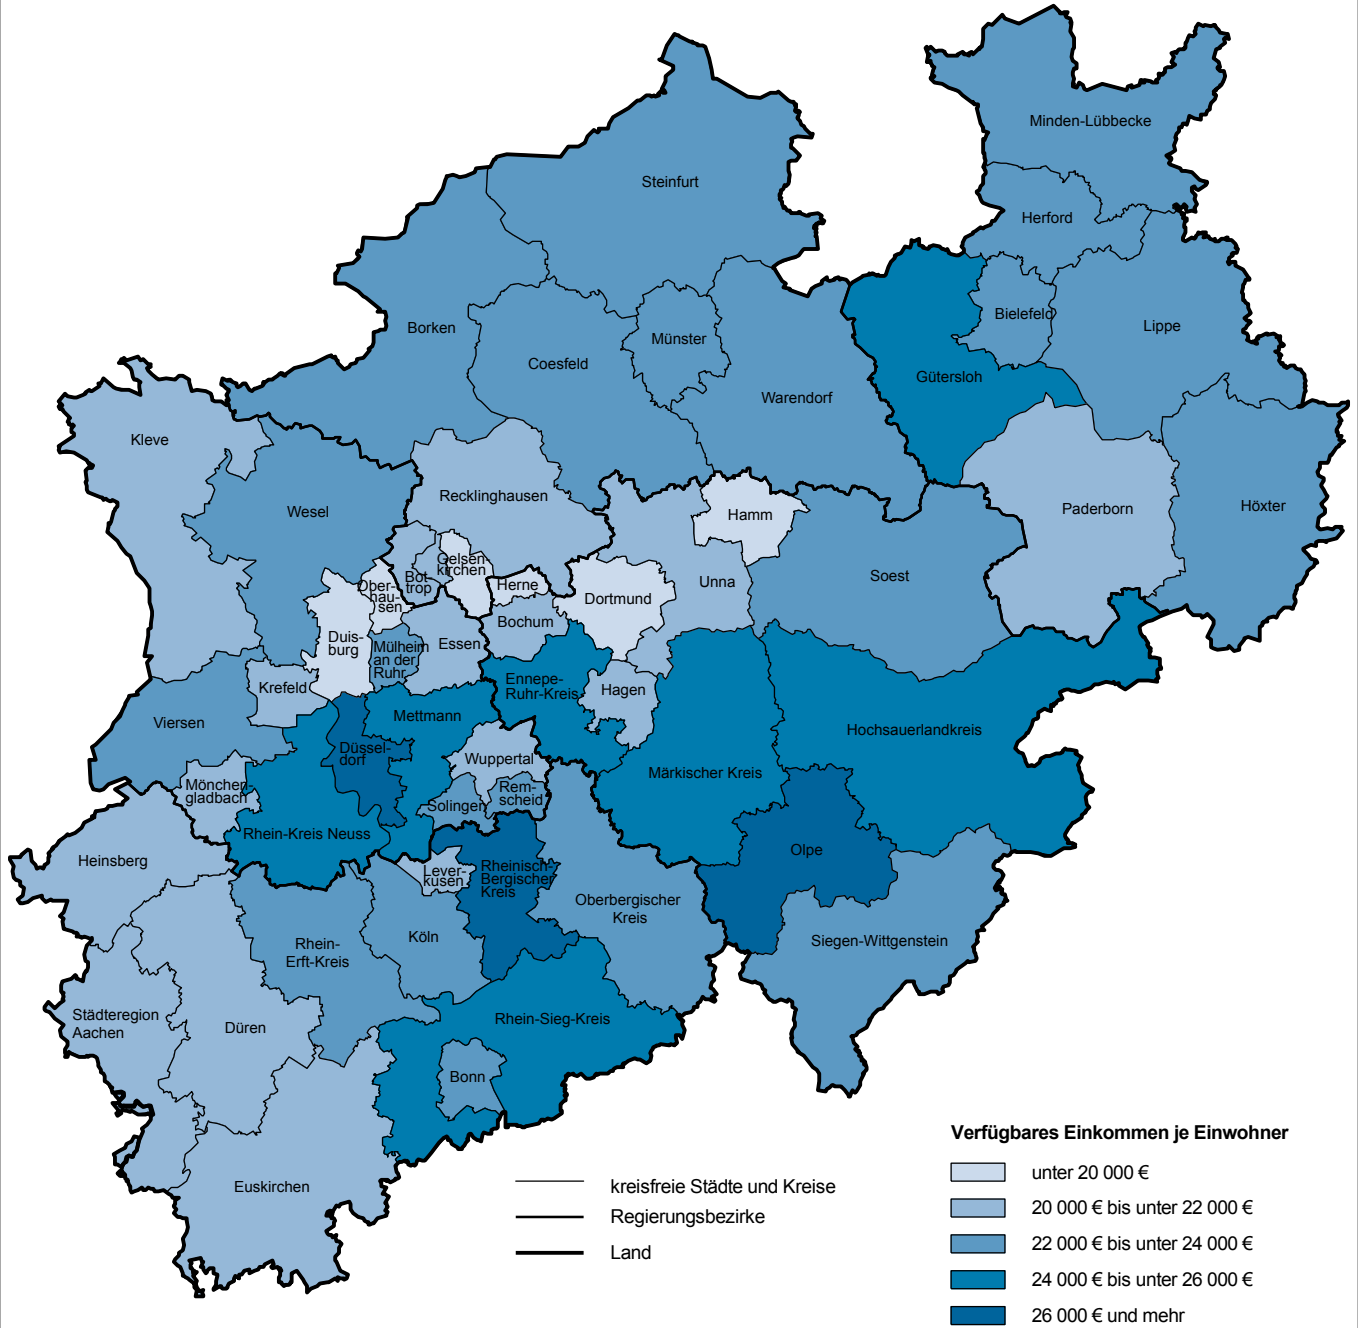 Minden-Lübbecke
Steinfurt
Herford
Bielefeld
Lippe
Borken
Münster
Coesfeld
Gütersloh
Warendorf
Kleve
Recklinghausen
Wesel
Hamm
Paderborn
Höxter
Gelsen-
kirchen
Bot-
trop
Ober-
hau-
sen
Herne
Dortmund
Unna
Soest
Bochum
Duis-
burg
Mülheim
an der
Ruhr
Essen
Krefeld
Ennepe-
Ruhr-Kreis
Hagen
Viersen
Mettmann
Hochsauerlandkreis
Düssel-
dorf
Wuppertal
Märkischer Kreis
Mönchen-
gladbach
Solingen
Rem-
scheid
Rhein-Kreis Neuss
Heinsberg
Lever-
kusen
Rheinisch-
Bergischer
Kreis
Olpe
Oberbergischer
Kreis
Köln
Siegen-Wittgenstein
Rhein-
Erft-Kreis
Städteregion
Aachen
Düren
Rhein-Sieg-Kreis
Bonn
Euskirchen
kreisfreie Städte und Kreise
Regierungsbezirke
Land
Verfügbares Einkommen je Einwohner
unter 20 000 €
20 000 € bis unter 22 000 €
22 000 € bis unter 24 000 €
24 000 € bis unter 26 000 €
26 000 € und mehr